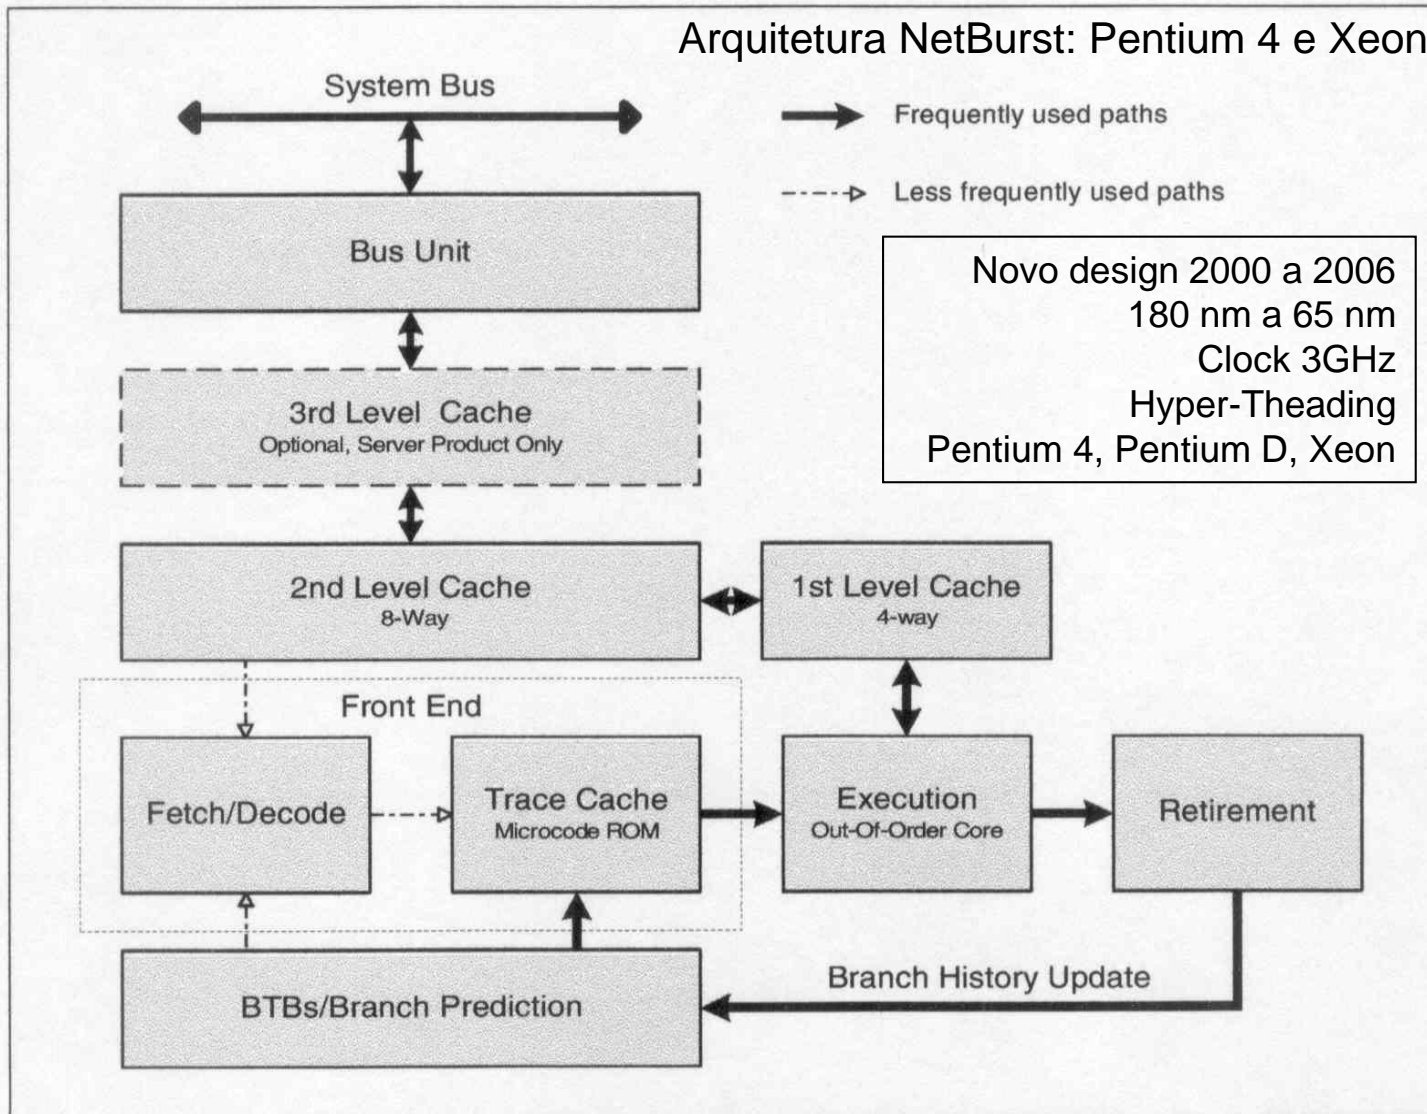 Arquitetura NetBurst: Pentium 4 e Xeon
System Bus
Frequently used paths
Less frequently used paths
Bus Unit
Novo design 2000 a 2006
180 nm a 65 nm
Clock 3GHz
Hyper-Theading
Pentium 4, Pentium D, Xeon
3rd Level Cache
Optional, Server Product Only
2nd Level Cache
8-Way
1st Level Cache
4-way
Front End
Fetch/Decode
Trace Cache
Microcode ROM
Execution
Out-Of-Order Core
Retirement
BTBs/Branch Prediction
Branch History Update